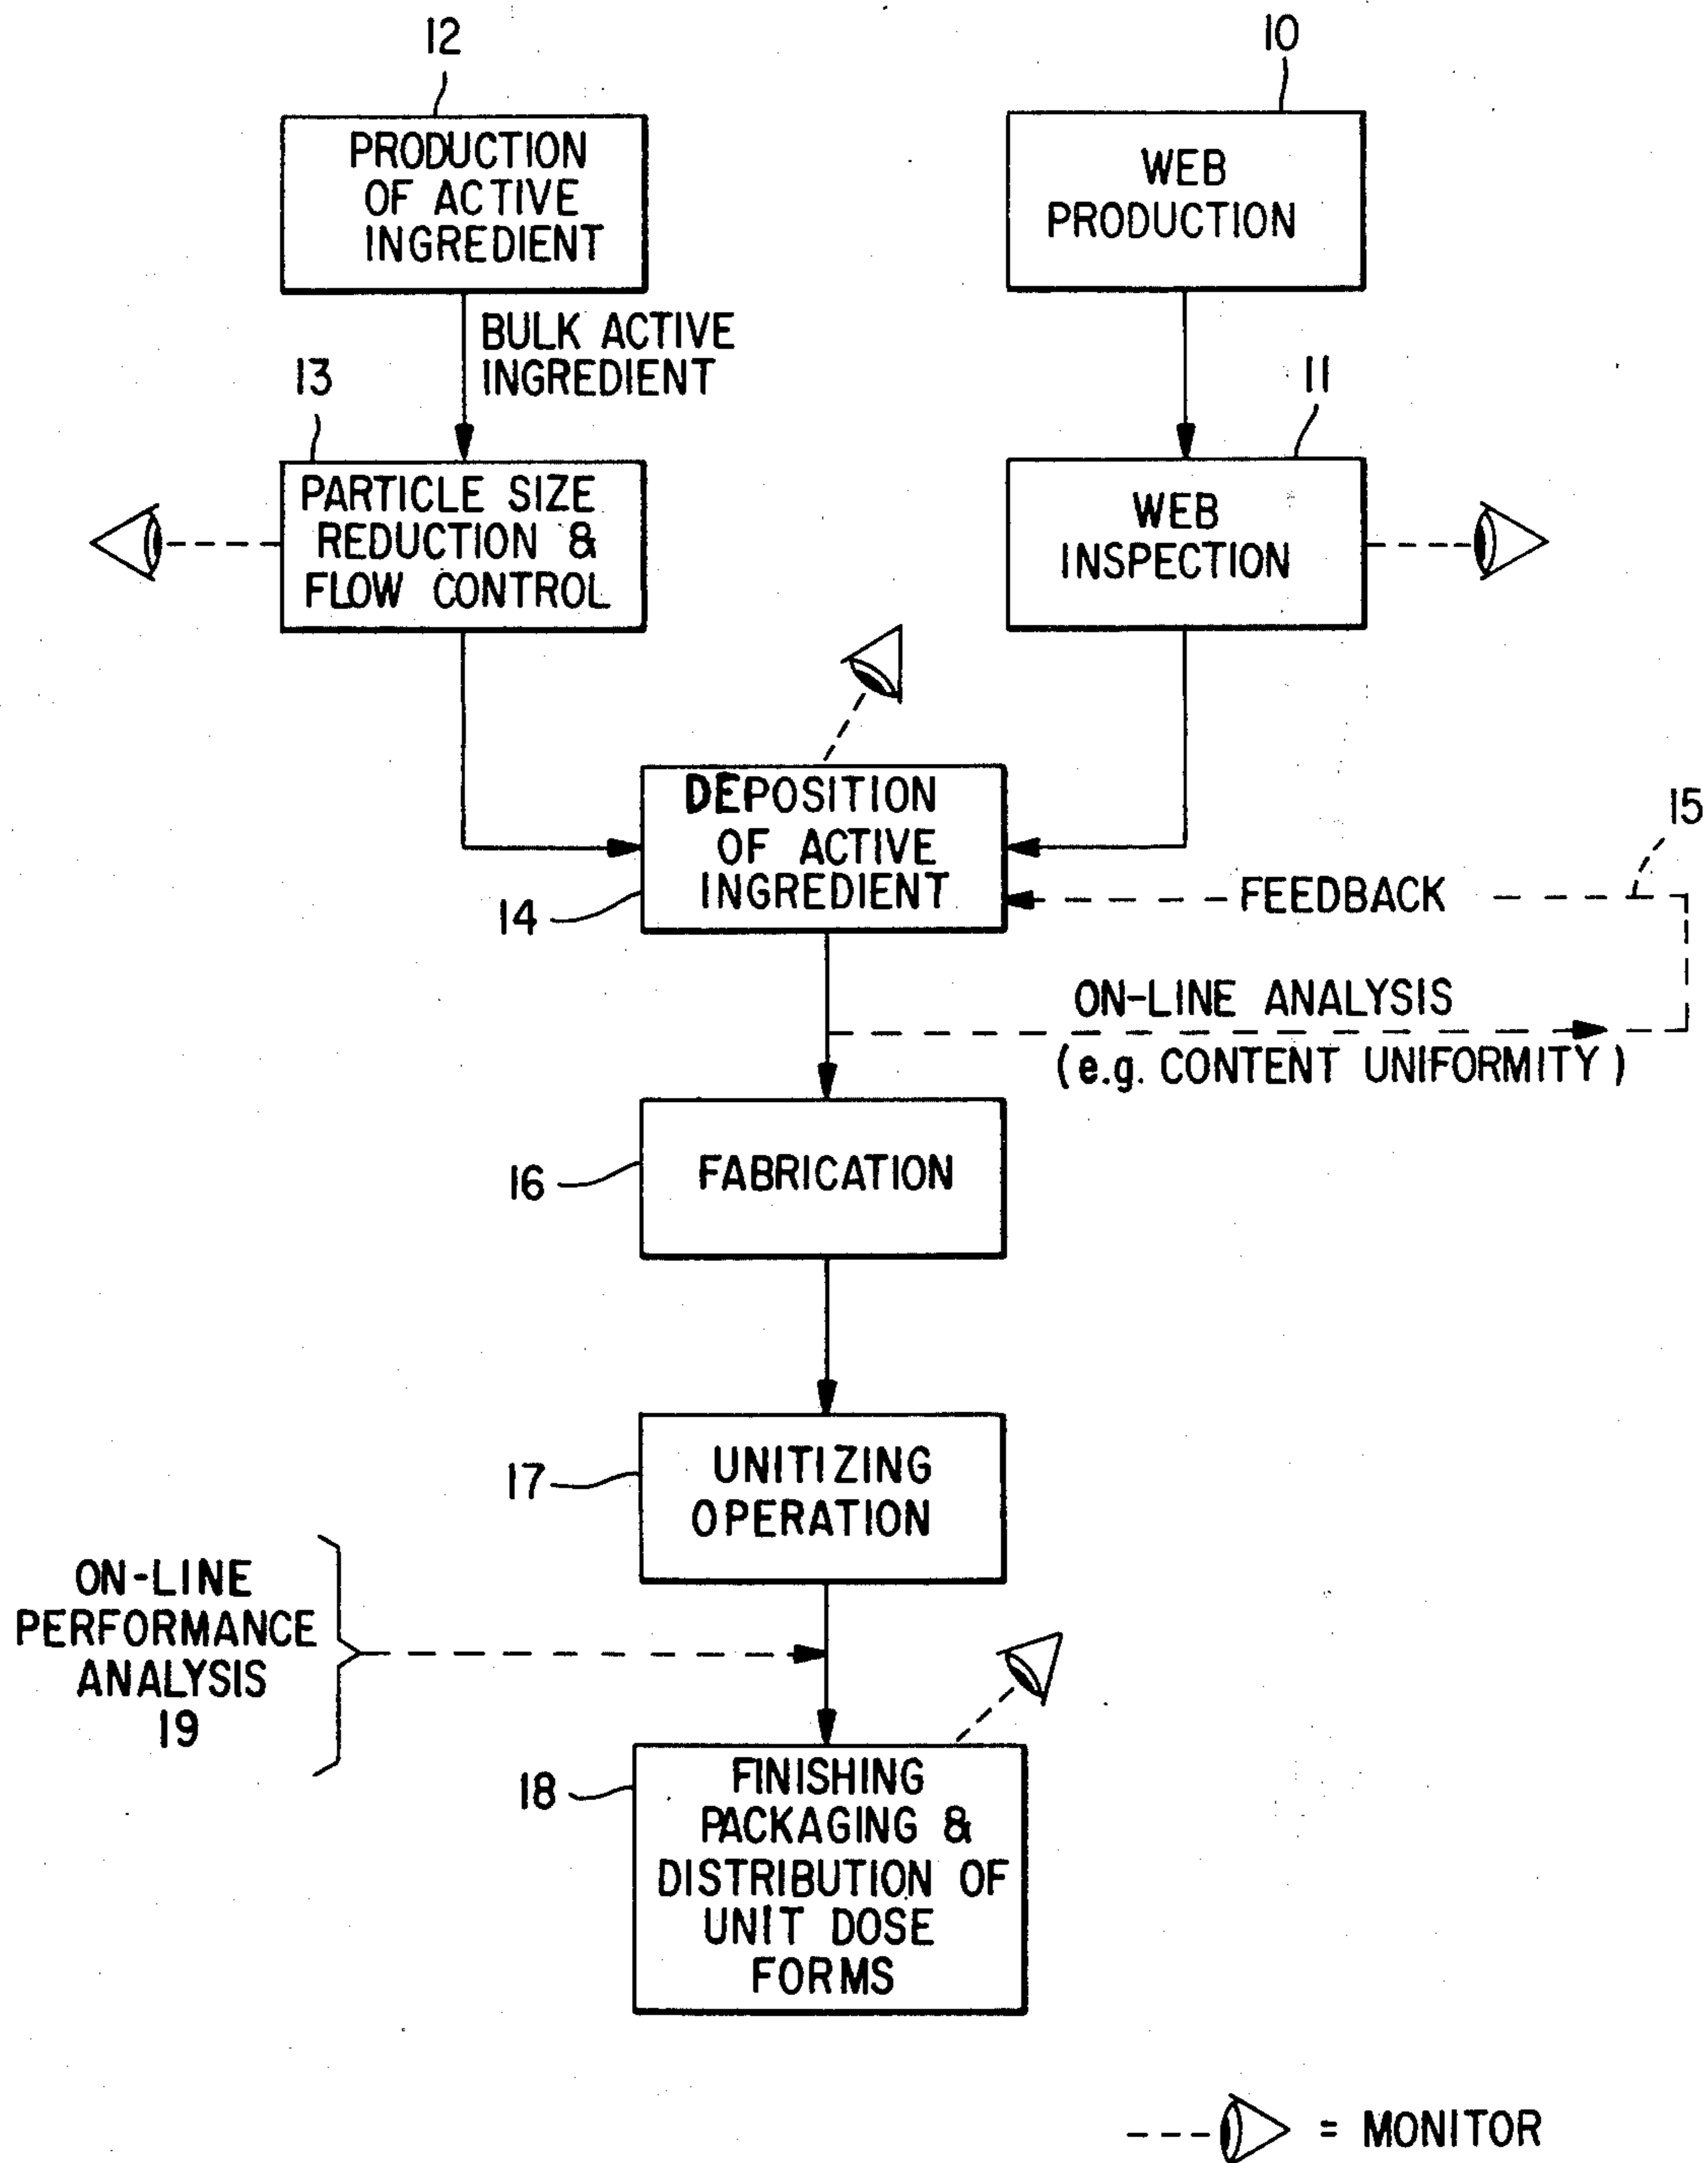 12
10
PRODUCTION
OF ACTIVE
INGREDIENT
WEB
PRODUCTION
BULK ACTIVE
INGREDIENT
13
11
PARTICLE SIZE
REDUCTION &
FLOW CONTROL
WEB
INSPECTION
DEPOSITION
OF ACTIVE
INGREDIENT
14
15
FEEDBACK
ON-LINE ANALYSIS
(e.g. CONTENT UNIFORMITY)
16
FABRICATION
17
UNITIZING
OPERATION
ON-LINE
PERFORMANCE
ANALYSIS
19
18
FINISHING
PACKAGING &
DISTRIBUTION OF
UNIT DOSE
FORMS
= MONITOR